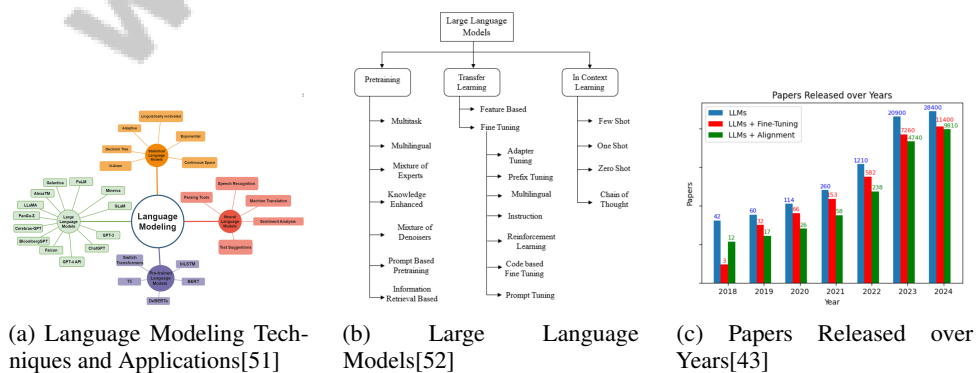 Linguistically motivated
Adaptive
Exponential
Decision Tree
Continuous Space
N-Gram
Statistical
Language
Models
Galactica
PaLM
AlexaTM
Minerva
LLaMA
GLaM
PanGu-Σ
Large
Language
Models
Cerebras-GPT
GPT-3
BloombergGPT
ChatGPT
Falcon
GPT-4 API
Language
Modeling
Speech Recognition
Parsing Tools
Machine Translation
Neural
Language
Models
Sentiment Analysis
Text Suggestions
Switch
Transformers
biLSTM
Pre-trained
Language
Models
T5
BERT
DeBERTa
(a) Language Modeling Tech-
niques and Applications[51]
Large Language
Models
Pretraining
Multitask
Multilingual
Mixture of
Experts
Knowledge
Enhanced
Mixture of
Denoisers
Prompt Based
Pretraining
Information
Retrieval Based
Transfer
Learning
Feature Based
Fine Tuning
Adapter
Tuning
Prefix Tuning
Multilingual
Instruction
Reinforcement
Learning
Code based
Fine Tuning
Prompt Tuning
In Context
Learning
Few Shot
One Shot
Zero Shot
Chain of
Thought
(b) Large Language
Models[52]
Papers Released over Years
LLMs
LLMs + Fine-Tuning
LLMs + Alignment
Papers
42
3
12
60
32
17
114
66
26
260
153
58
1210
582
238
20900
7260
4740
28400
11400
9810
2018 2019 2020 2021 2022 2023 2024
Year
(c) Papers Released over
Years[43]